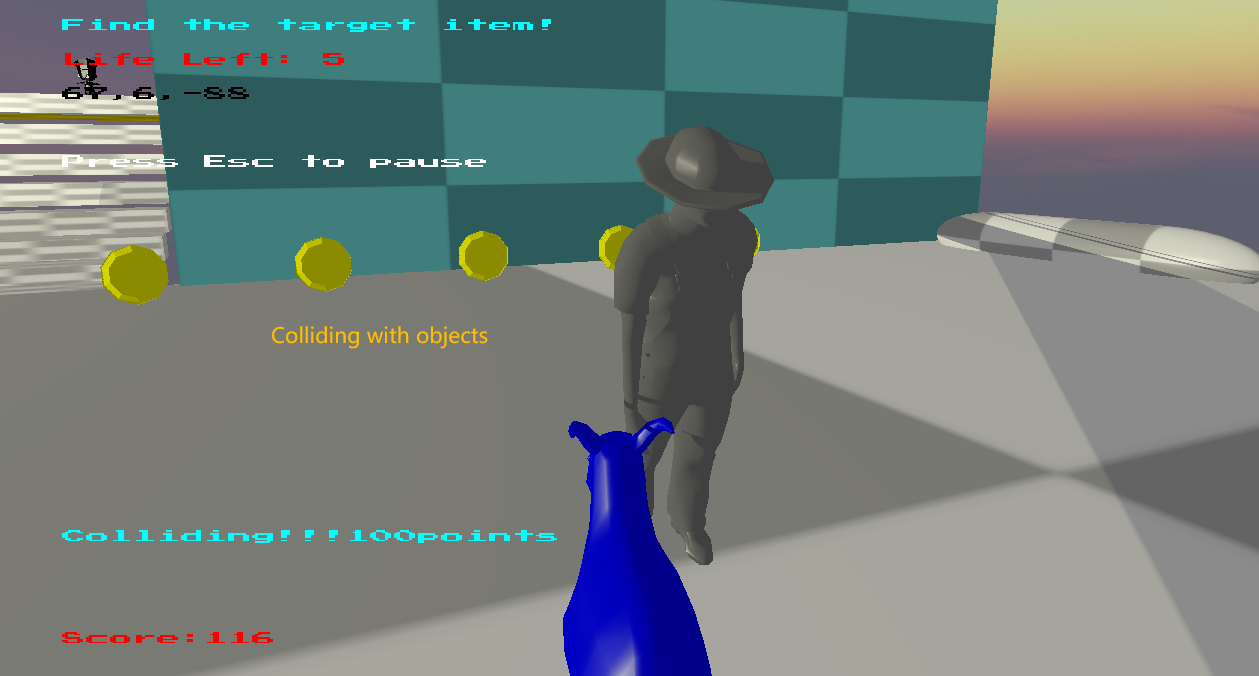 Find the target item!
Life Left: 5
67,6,-88
Press Esc to pause
Colliding with objects
Colliding!!!100points
Score:116